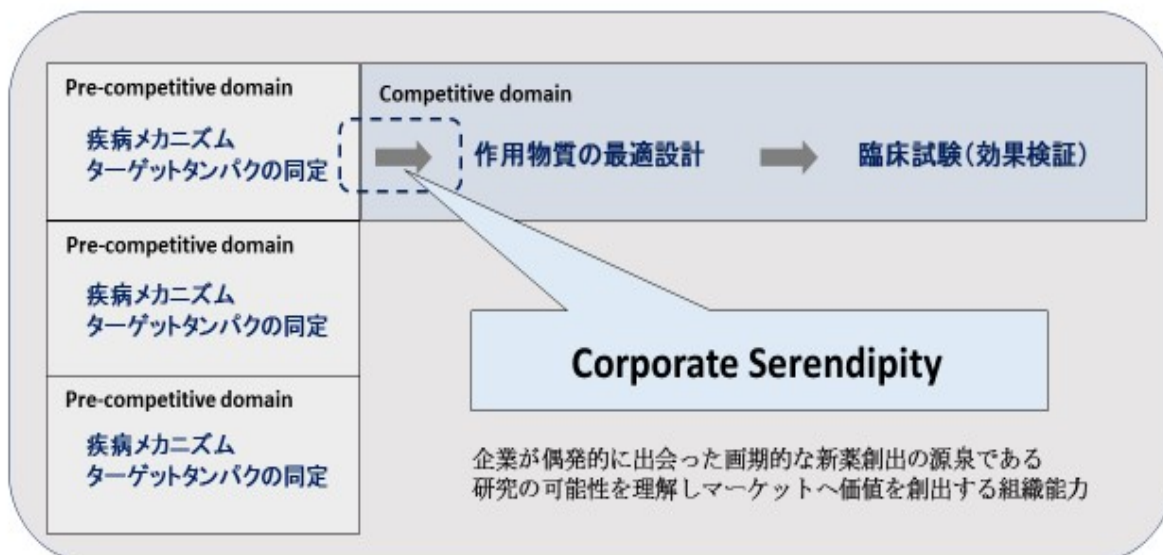 Pre-competitive domain
疾病メカニズム
ターゲットタンパクの同定
Competitive domain
作用物質の最適設計
臨床試験(効果検証)
Pre-competitive domain
疾病メカニズム
ターゲットタンパクの同定
Pre-competitive domain
疾病メカニズム
ターゲットタンパクの同定
Corporate Serendipity
企業が偶発的に出会った画期的な新薬創出の源泉である
研究の可能性を理解しマーケットへ価値を創出する組織能力